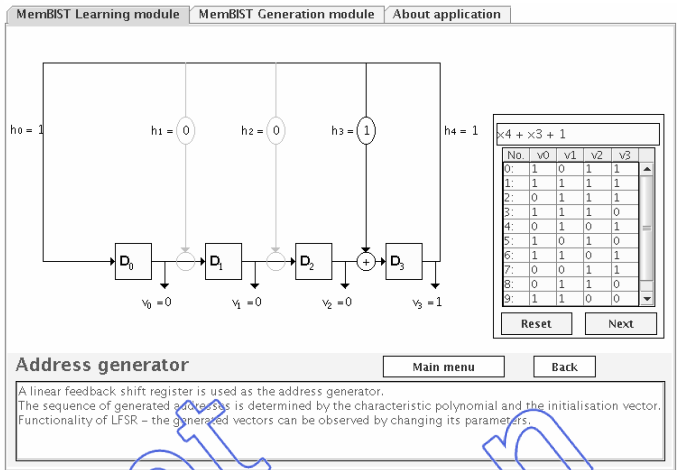 MemBIST Learning module MemBIST Generation module About application
h0 = 1 h1 = 0 h2 = 0 h3 = 1 h4 = 1
D0 D1 D2 + D3
v0 =0 v1 =0 v2 =0 v3 =1
x4 + x3 + 1
No. v0 v1 v2 v3
0: 1 0 1 1
1: 1 1 1 1
2: 0 1 1 1
3: 1 1 1 0
4: 0 1 0 1
5: 1 0 1 0
6: 1 1 0 1
7: 0 0 1 1
8: 0 1 1 0
9: 1 1 0 0
Reset Next
Address generator Main menu Back
A linear feedback shift register is used as the address generator.
The sequence of generated addresses is determined by the characteristic polynomial and the initialisation vector.
Functionality of LFSR – the generated vectors can be observed by changing its parameters.